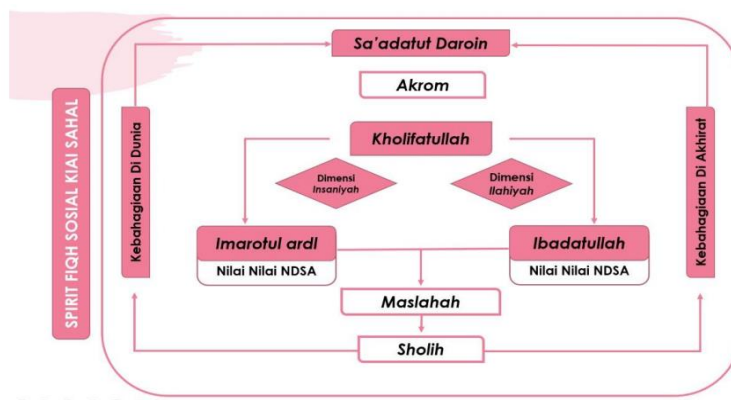 SPIRIT FIQH SOSIAL KIAI SAHAL
Sa'adatut Daroin
Akrom
Kebahagiaan Di Dunia
Kholifatullah
Kebahagiaan Di Akhirat
Dimensi
Insaniyah
Dimensi
Ilahiyah
Imarotul ardl
Nilai Nilai NDSA
Ibadatullah
Nilai Nilai NDSA
Maslahah
Sholih